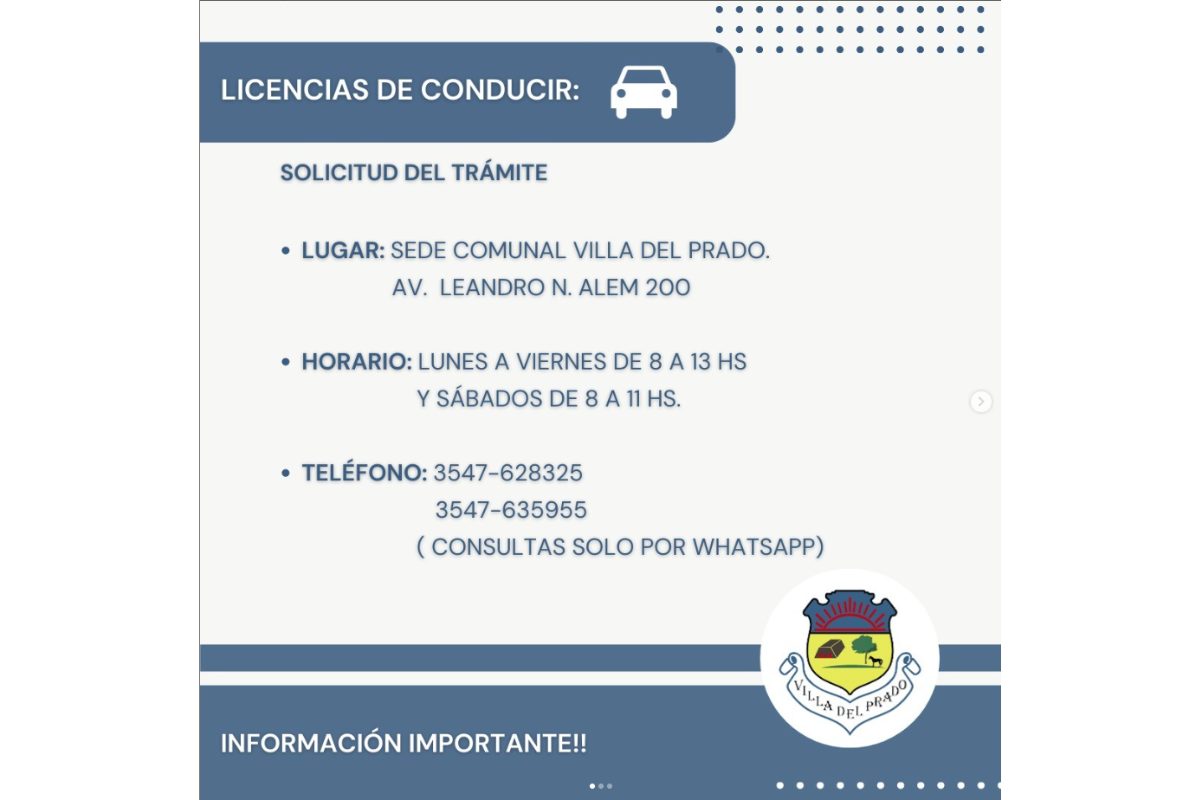 LICENCIAS DE CONDUCIR:
SOLICITUD DEL TRÁMITE
• LUGAR: SEDE COMUNAL VILLA DEL PRADO.
AV. LEANDRO N. ALEM 200
• HORARIO: LUNES A VIERNES DE 8 A 13 HS
Y SÁBADOS DE 8 A 11 HS.
• TELÉFONO: 3547-628325
3547-635955
( CONSULTAS SOLO POR WHATSAPP)
VILLA DEL PRADO
INFORMACIÓN IMPORTANTE!!